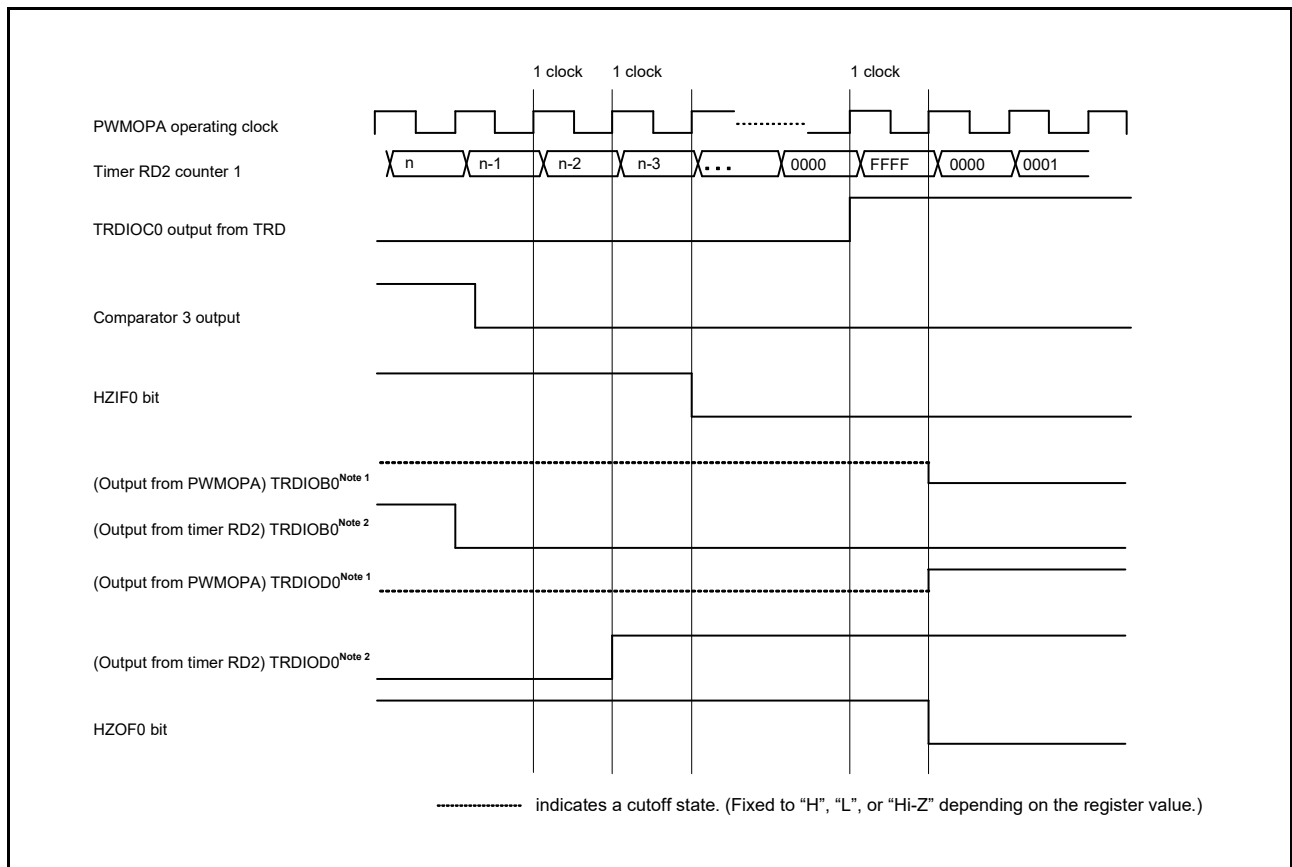 1 clock 1 clock 1 clock
PWMOPA operating clock
Timer RD2 counter 1 n n-1 n-2 n-3 ... 0000 FFFF 0000 0001
TRDIOC0 output from TRD
Comparator 3 output
HZIF0 bit
(Output from PWMOPA) TRDIOB0Note 1
(Output from timer RD2) TRDIOB0Note 2
(Output from PWMOPA) TRDIOD0Note 1
(Output from timer RD2) TRDIOD0Note 2
HZOF0 bit
indicates a cutoff state. (Fixed to “H”, “L”, or “Hi-Z” depending on the register value.)